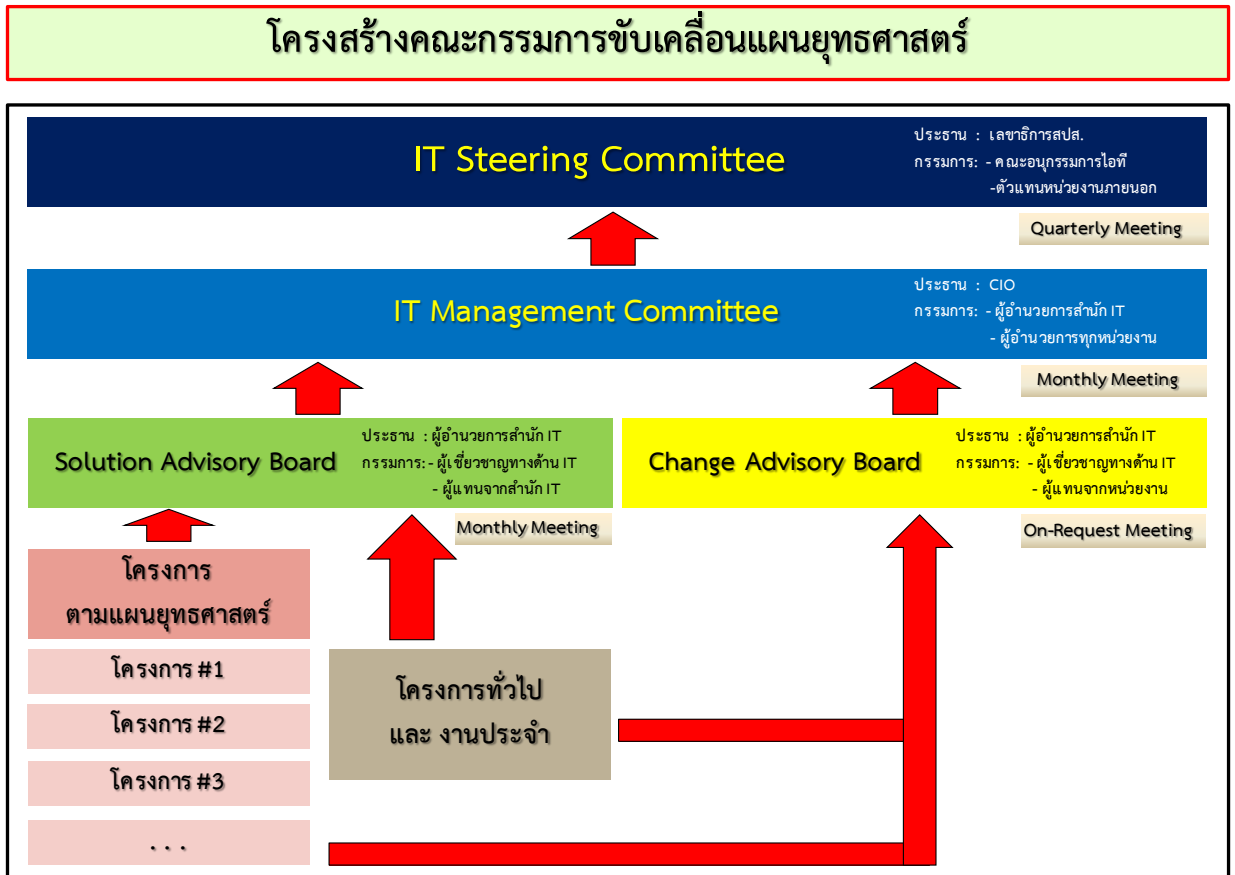 โครงสร้างคณะกรรมการขับเคลื่อนแผนยุทธศาสตร์
IT Steering Committee
ประธาน : เลขาธิการสปส.
กรรมการ: - คณะอนุกรรมการไอที
-ตัวแทนหน่วยงานภายนอก
Quarterly Meeting
IT Management Committee
ประธาน : CIO
กรรมการ: - ผู้อำนวยการสำนัก IT
- ผู้อำนวยการทุกหน่วยงาน
Monthly Meeting
Solution Advisory Board
ประธาน : ผู้อำนวยการสำนัก IT
กรรมการ: - ผู้เชี่ยวชาญทางด้าน IT
- ผู้แทนจากสำนัก IT
Monthly Meeting
Change Advisory Board
ประธาน : ผู้อำนวยการสำนัก IT
กรรมการ: - ผู้เชี่ยวชาญทางด้าน IT
- ผู้แทนจากหน่วยงาน
On-Request Meeting
โครงการ
ตามแผนยุทธศาสตร์
โครงการ #1
โครงการ #2
โครงการ #3
. . .
โครงการทั่วไป
และ งานประจำ